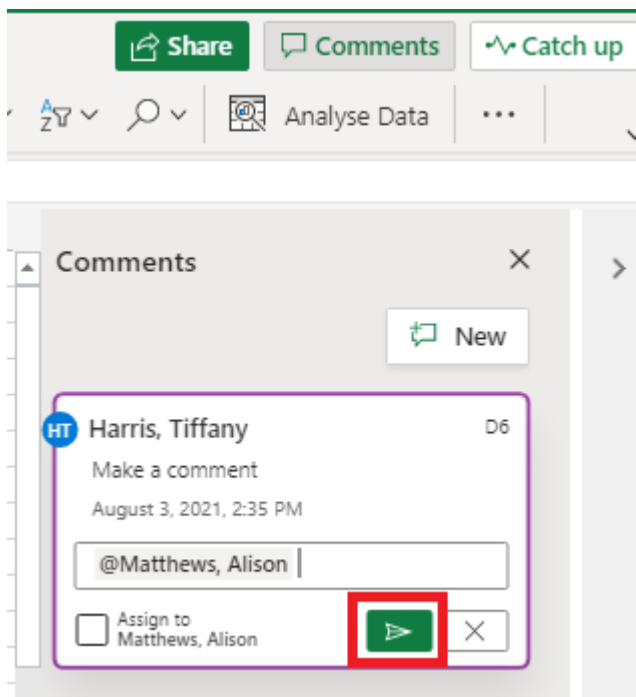 Share Comments Catch up
A
Z
Analyse Data ...
Comments
New
HT Harris, Tiffany D6
Make a comment
August 3, 2021, 2:35 PM
@Matthews, Alison
Assign to
Matthews, Alison